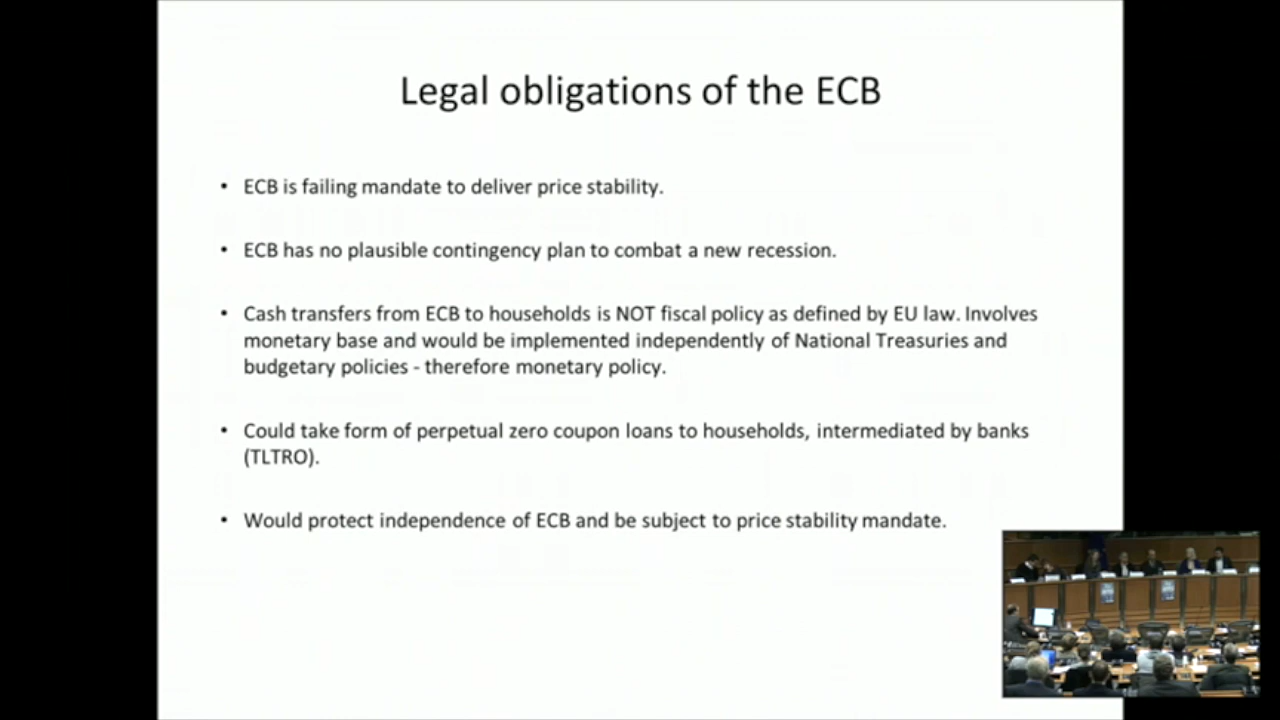 Legal obligations of the ECB
• ECB is failing mandate to deliver price stability.
• ECB has no plausible contingency plan to combat a new recession.
• Cash transfers from ECB to households is NOT fiscal policy as defined by EU law. Involves
monetary base and would be implemented independently of National Treasuries and
budgetary policies - therefore monetary policy.
• Could take form of perpetual zero coupon loans to households, intermediated by banks
(TLTRO).
• Would protect independence of ECB and be subject to price stability mandate.